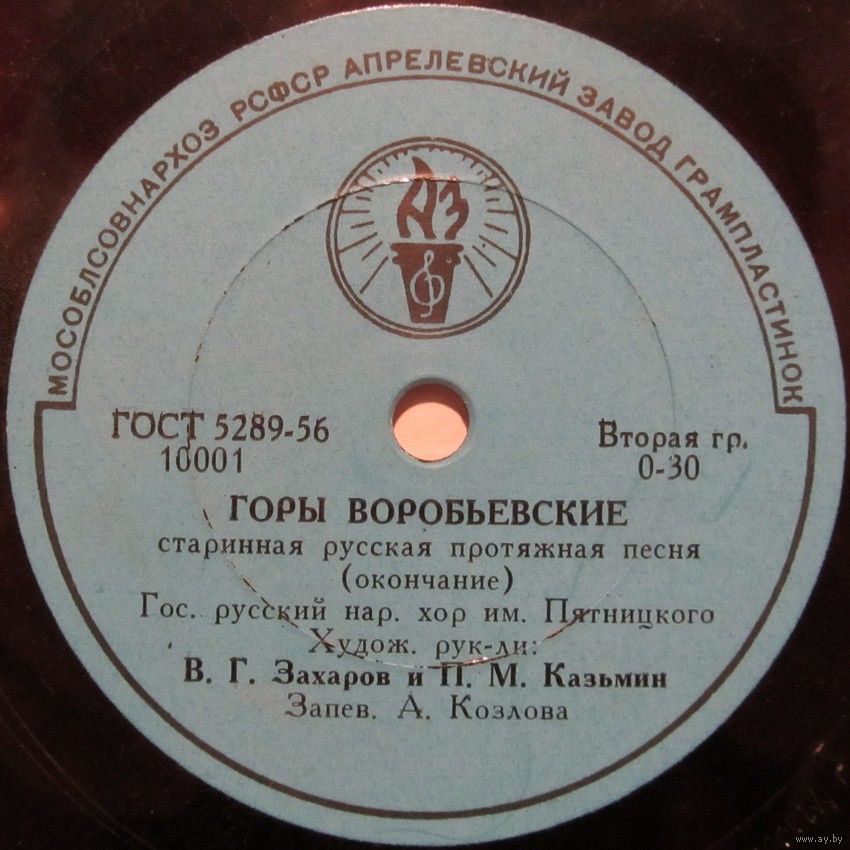 МОСОБЛСОВНАРХОЗ РСФСР АПРЕЛЕВСКИЙ ЗАВОД ГРАМПЛАСТИНОК
АЗ
ГОСТ 5289-56
10001
Вторая гр.
0-30
ГОРЫ ВОРОБЬЕВСКИЕ
старинная русская протяжная песня
(окончание)
Гос. русский нар. хор им. Пятницкого
Худож. рук-ли:
В. Г. Захаров и П. М. Казьмин
Запев. А. Козлова
www.ay.by